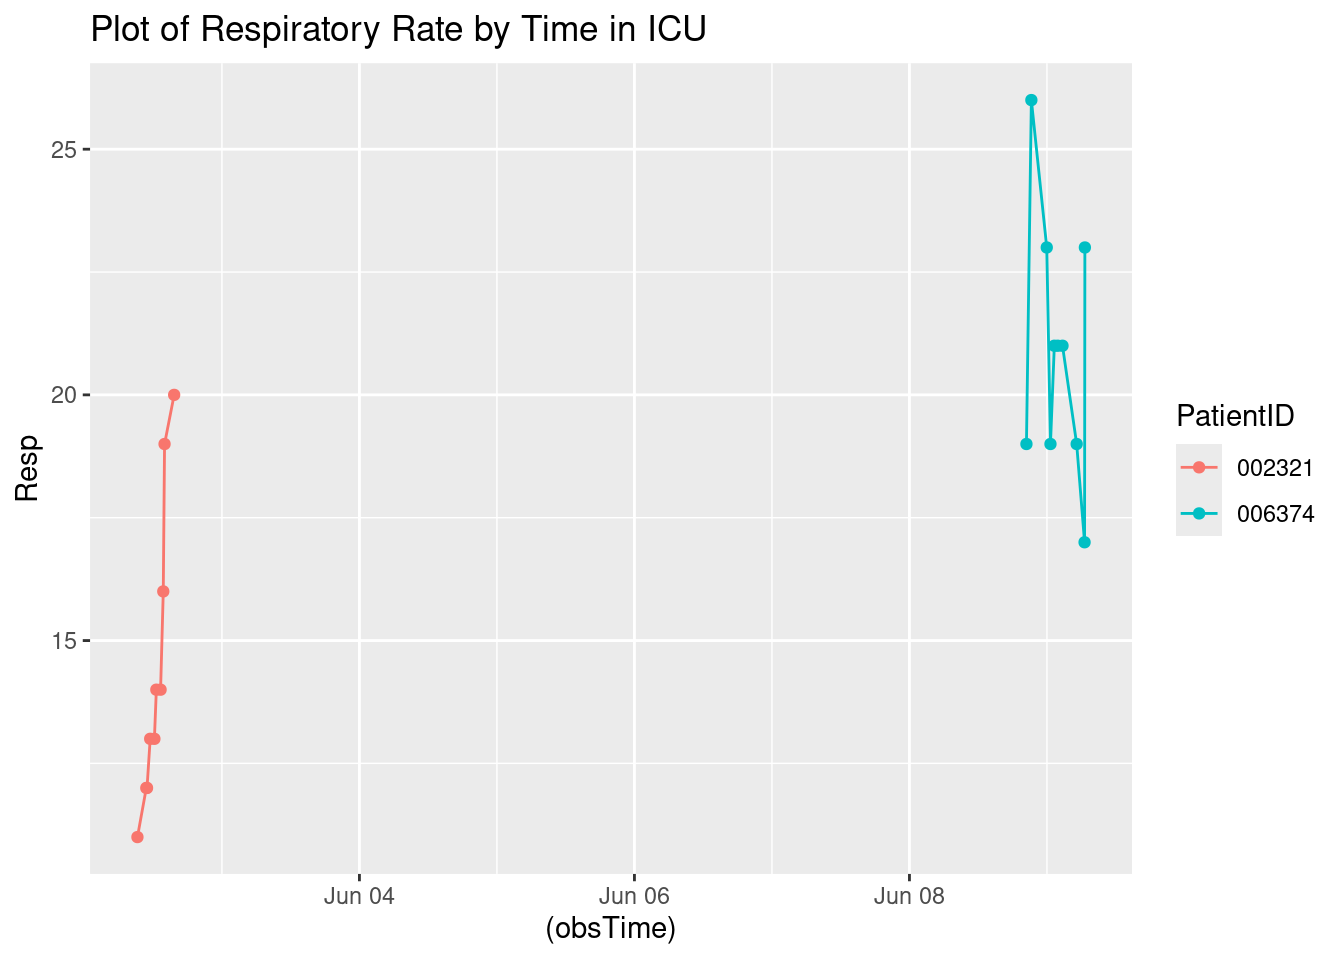 Plot of Respiratory Rate by Time in ICU
25
20
15
Resp
Jun 04
Jun 06
Jun 08
(obsTime)
PatientID
002321
006374